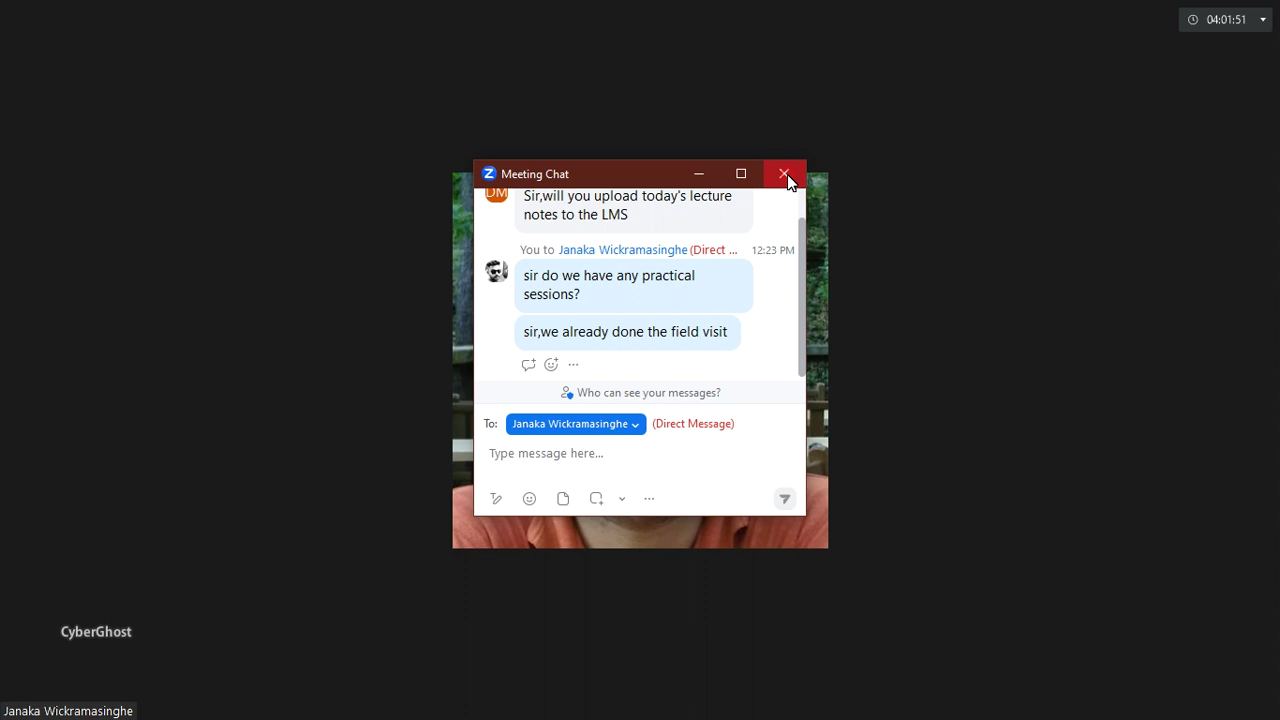 04:01:51
Z Meeting Chat
DM
Sir,will you upload today's lecture
notes to the LMS
You to Janaka Wickramasinghe (Direct ... 12:23 PM
sir do we have any practical
sessions?
sir,we already done the field visit
Who can see your messages?
To: Janaka Wickramasinghe (Direct Message)
Type message here...
CyberGhost
Janaka Wickramasinghe